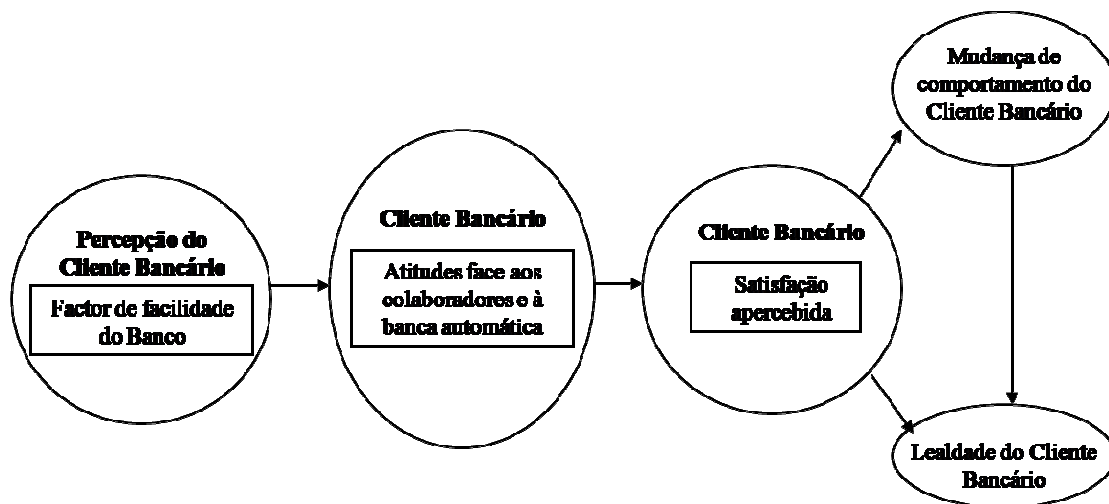 Percepção do
Cliente Bancário
Factor de facilidade
do Banco
Cliente Bancário
Atitudes face aos
colaboradores e à
banca automática
Cliente Bancário
Satisfação
apercebida
Mudança de
comportamento do
Cliente Bancário
Lealdade do Cliente
Bancário